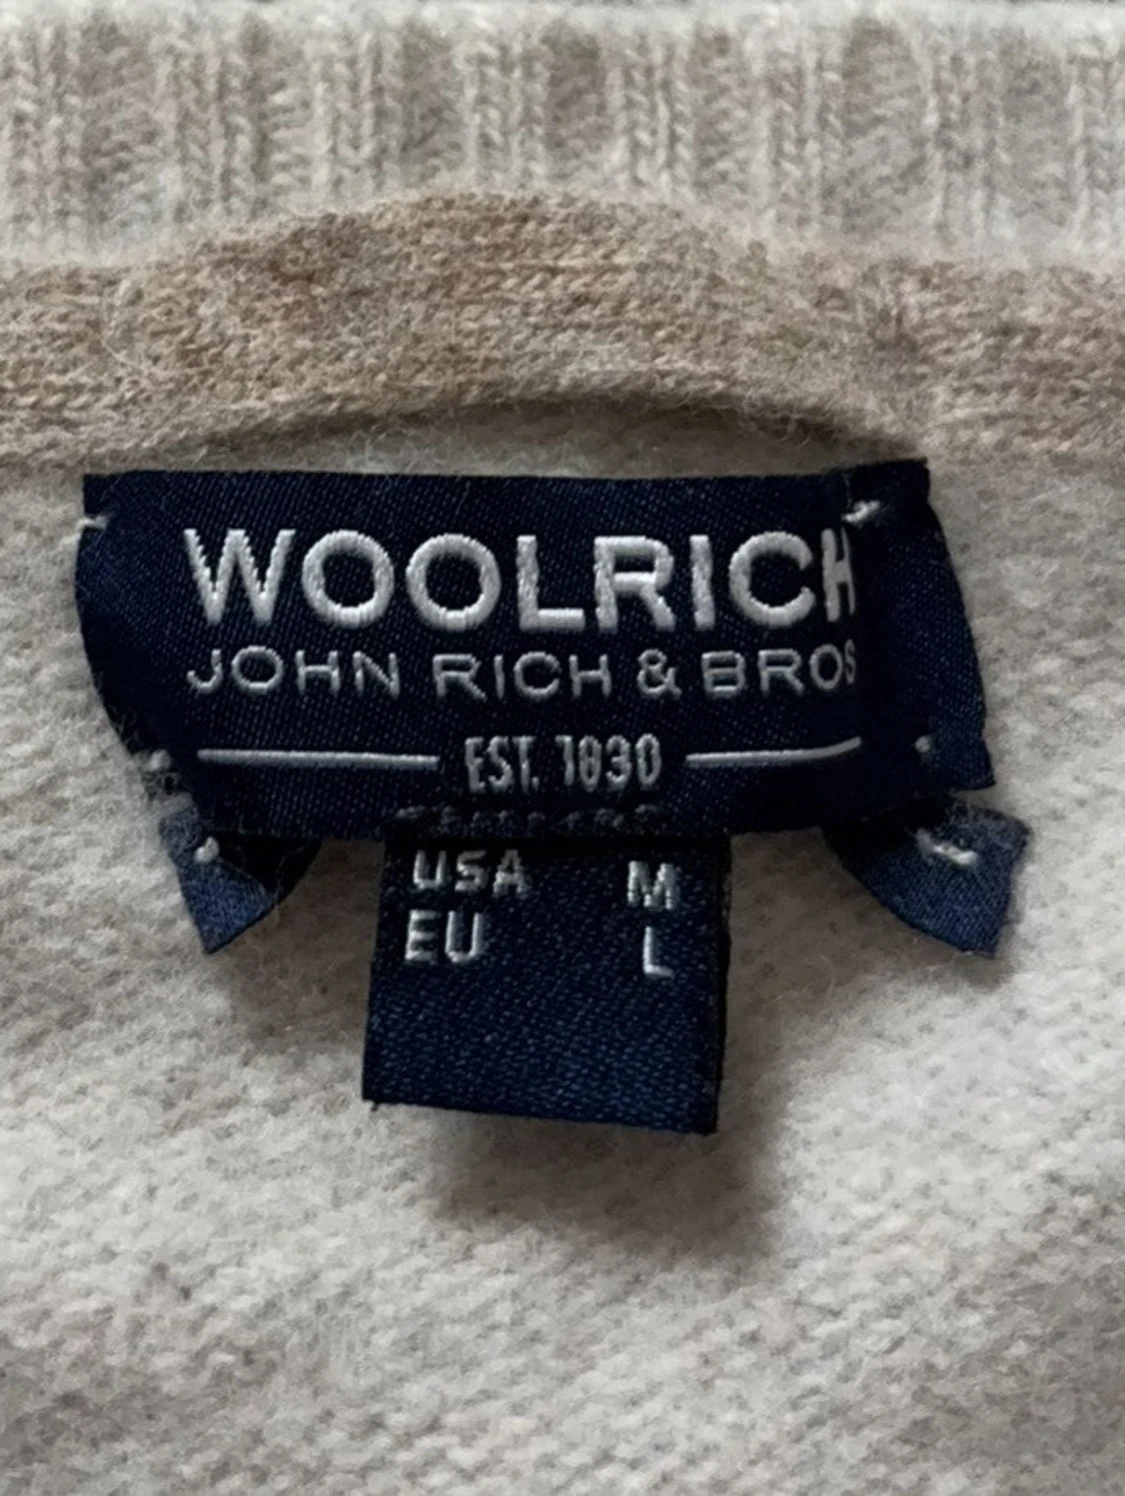 WOOLRICH
JOHN RICH & BROS
EST. 1830
USA M
EU L